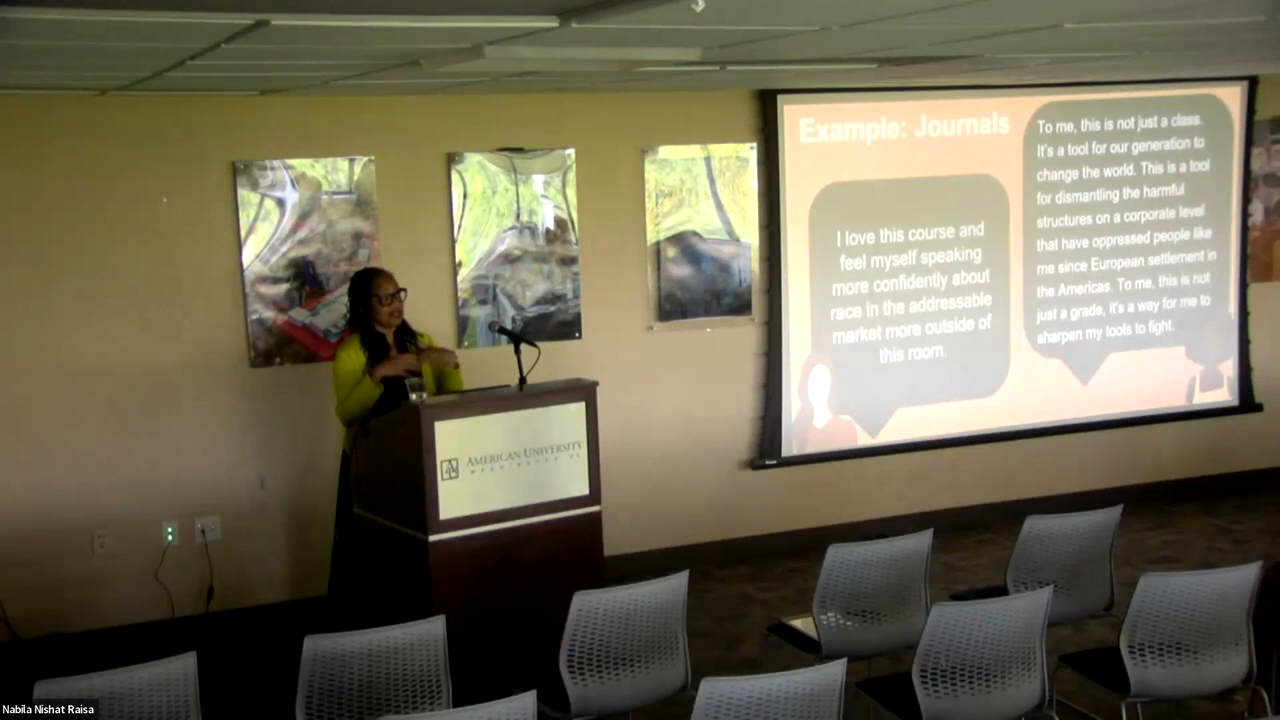 Example: Journals
I love this course and
feel myself speaking
more confidently about
race in the addressable
market more outside of
this room.
To me, this is not just a class.
It's a tool for our generation to
change the world. This is a tool
for dismantling the harmful
structures on a corporate level
that have oppressed people like
me since European settlement in
the Americas. To me, this is not
just a grade, it's a way for me to
sharpen my tools to fight.
AMERICAN UNIVERSITY
WASHINGTON DC
Nabila Nishat Raisa